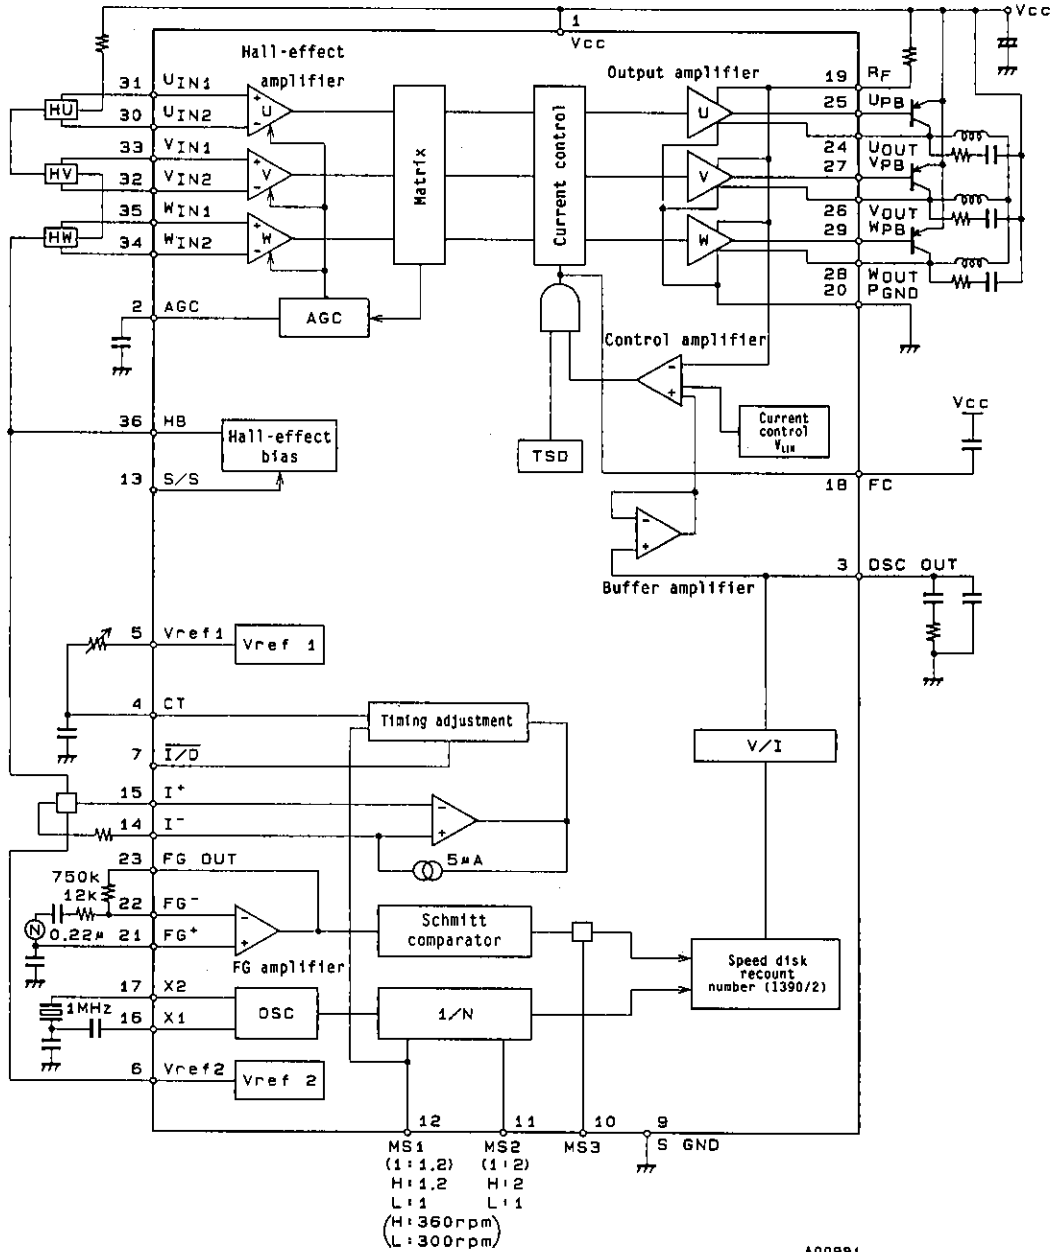 Vcc
1
Vcc
Hall-effect
amplifier
Output amplifier
31 UIN1
30 UIN2
33 VIN1
32 VIN2
35 WIN1
34 WIN2
HU
HV
HW
U
V
W
Matrix
Current control
U
V
W
19 RF
25 UPB
24 UOUT
27 VPB
26 VOUT
29 WPB
28 WOUT
20 PGND
2 AGC
AGC
Control amplifier
Vcc
36 HB
Hall-effect
bias
13 S/S
TSD
Current
control
VLIM
18 FC
3 DSC OUT
Buffer amplifier
5 Vref1
Vref 1
4 CT
Timing adjustment
7 I/D
V/I
15 I+
14 I-
5μA
23 FG OUT
750k
12k
22 FG-
N
0.22μ
21 FG+
FG amplifier
Schmitt
comparator
Speed disk
recount
number (1390/2)
17 X2
1MHz
16 X1
OSC
1/N
6 Vref2
Vref 2
12 11 10 9
MS1 MS2 MS3 S GND
(1:1,2) (1:2)
H:1,2 H:2
L:1 L:1
(H:360rpm
L:300rpm)
A00991